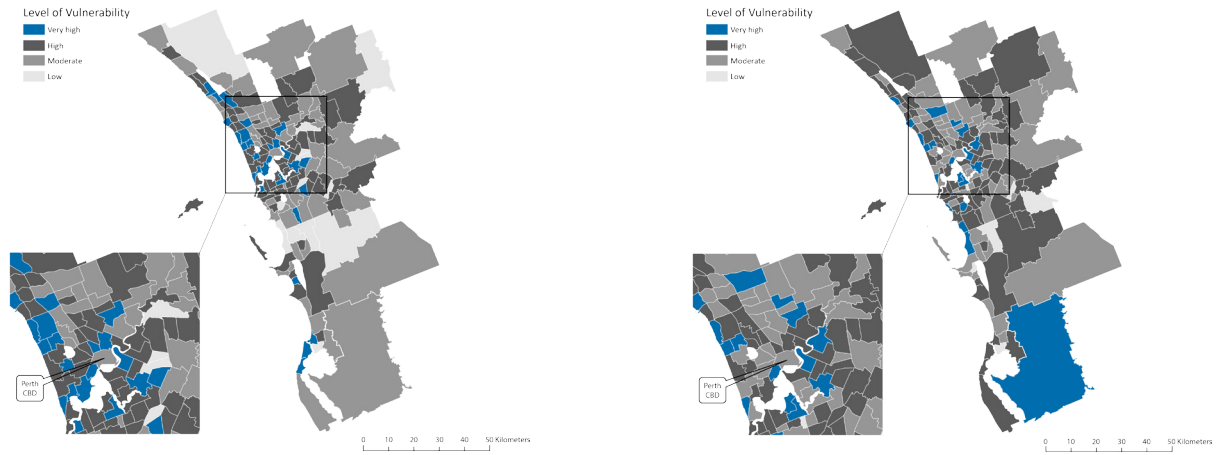 Level of Vulnerability
Very high
High
Moderate
Low
Perth
CBD
0 10 20 30 40 50 Kilometers
Level of Vulnerability
Very high
High
Moderate
Low
Perth
CBD
0 10 20 30 40 50 Kilometers